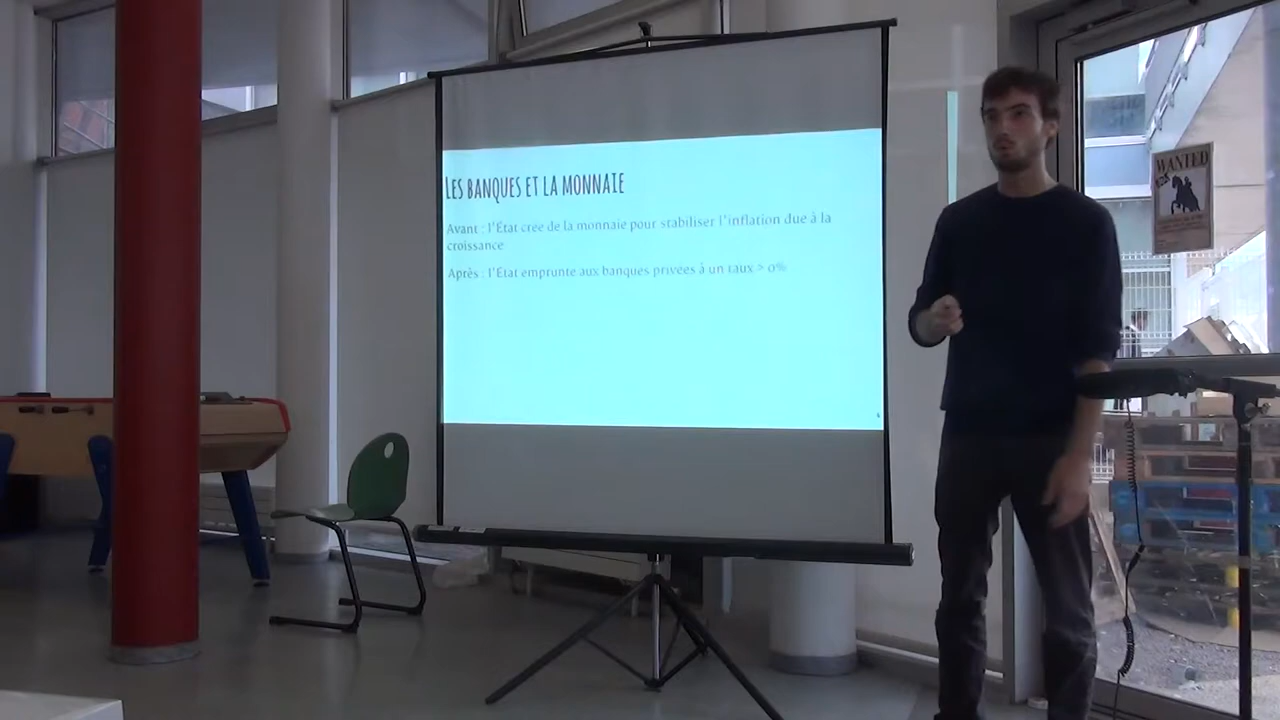 LES BANQUES ET LA MONNAIE
Avant : l'État crée de la monnaie pour stabiliser l'inflation due à la
croissance
Après : l'État emprunte aux banques privées à un taux > 0%
WANTED